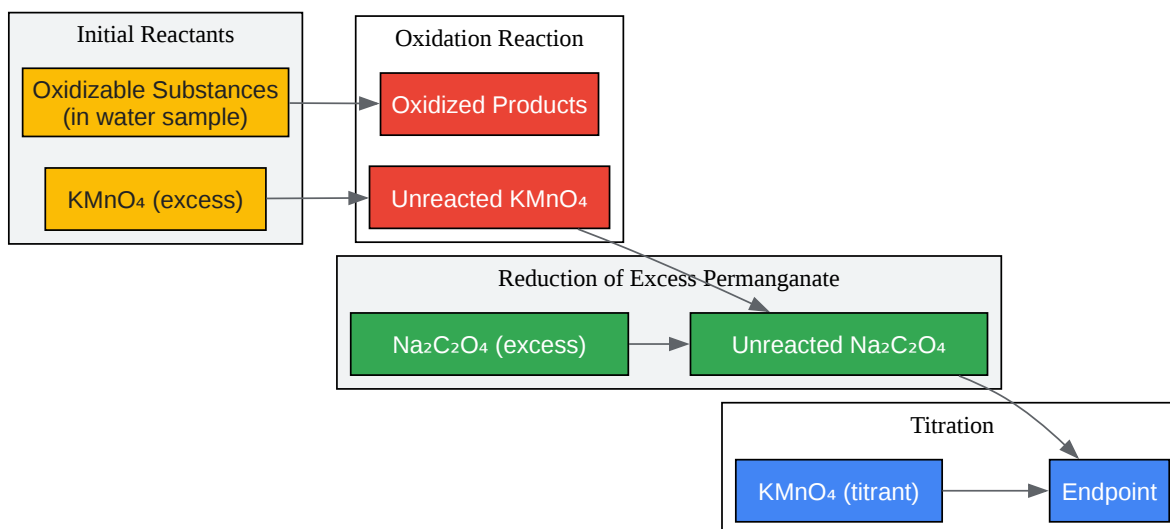 Initial Reactants
Oxidizable Substances
(in water sample)
KMnO₄ (excess)
Oxidation Reaction
Oxidized Products
Unreacted KMnO₄
Reduction of Excess Permanganate
Na₂C₂O₄ (excess)
Unreacted Na₂C₂O₄
Titration
KMnO₄ (titrant)
Endpoint